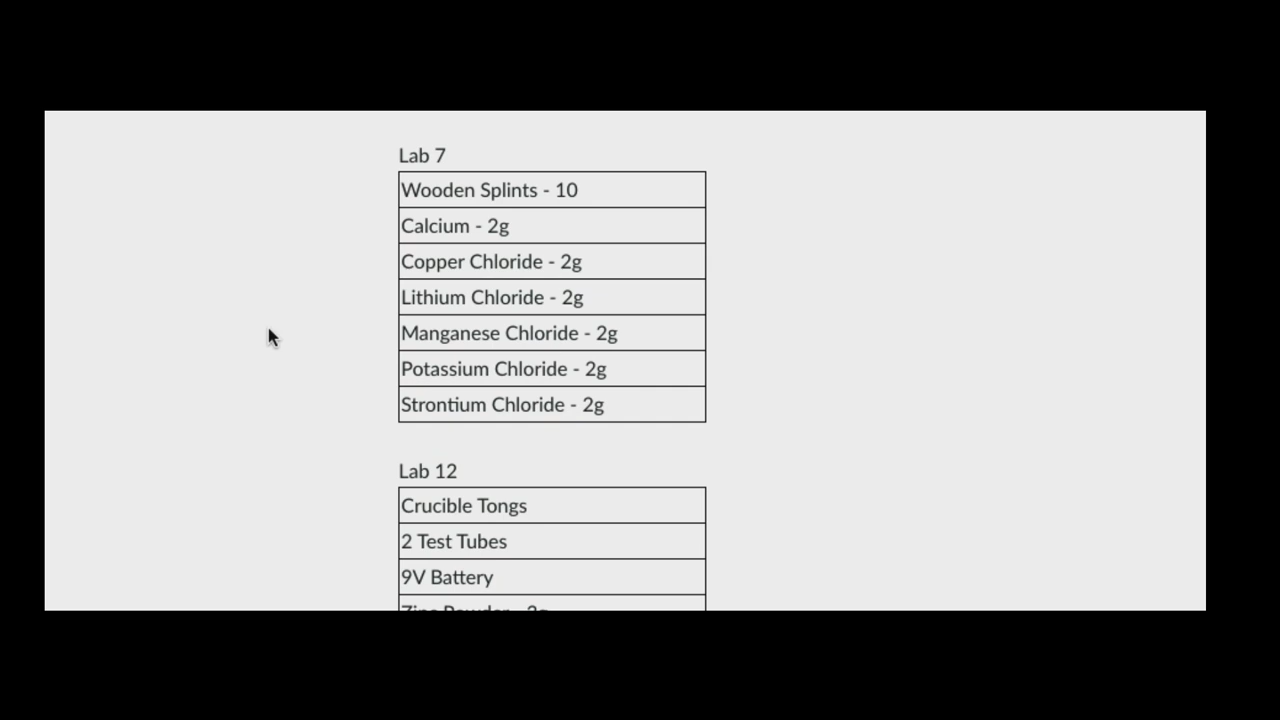 Lab 7
Wooden Splints - 10
Calcium - 2g
Copper Chloride - 2g
Lithium Chloride - 2g
Manganese Chloride - 2g
Potassium Chloride - 2g
Strontium Chloride - 2g
Lab 12
Crucible Tongs
2 Test Tubes
9V Battery